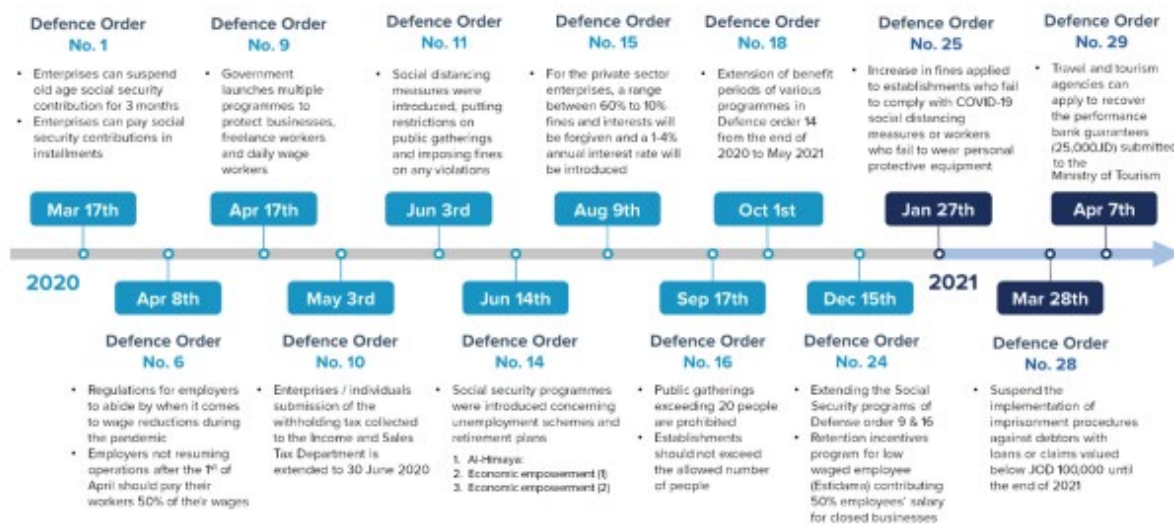 Defence Order
No. 1
• Enterprises can suspend
old age social security
contribution for 3 months
• Enterprises can pay social
security contributions in
installments
Defence Order
No. 9
• Government
launches multiple
programmes to
protect businesses,
freelance workers
and daily wage
workers
Defence Order
No. 11
• Social distancing
measures were
introduced, putting
restrictions on
public gatherings
and imposing fines
on any violations
Defence Order
No. 15
• For the private sector
enterprises, a range
between 60% to 10%
fines and interests will
be forgiven and a 1-4%
annual interest rate will
be introduced
Defence Order
No. 18
• Extension of benefit
periods of various
programmes in
Defence order 14
from the end of
2020 to May 2021
Defence Order
No. 25
• Increase in fines applied
to establishments who fail
to comply with COVID-19
social distancing
measures or workers
who fail to wear personal
protective equipment
Defence Order
No. 29
• Travel and tourism
agencies can
apply to recover
the performance
bank guarantees
(25,000JD) submitted
to the
Ministry of Tourism
Mar 17th
Apr 17th
Jun 3rd
Aug 9th
Oct 1st
Jan 27th
Apr 7th
2020
2021
Apr 8th
May 3rd
Jun 14th
Sep 17th
Dec 15th
Mar 28th
Defence Order
No. 6
• Regulations for employers
to abide by when it comes
to wage reductions during
the pandemic
• Employers not resuming
operations after the 1st of
April should pay their
workers 50% of their wages
Defence Order
No. 10
• Enterprises / individuals
submission of the
withholding tax collected
to the Income and Sales
Tax Department is
extended to 30 June 2020
Defence Order
No. 14
• Social security programmes
were introduced concerning
unemployment schemes and
retirement plans
1. Al-Himaya:
2. Economic empowerment (1)
3. Economic empowerment (2)
Defence Order
No. 16
• Public gatherings
exceeding 20 people
are prohibited
• Establishments
should not exceed
the allowed number
of people
Defence Order
No. 24
• Extending the Social
Security programs of
Defense order 9 & 16
• Retention incentives
program for low
waged employee
(Estidama) contributing
50% employees' salary
for closed businesses
Defence Order
No. 28
• Suspend the
implementation of
imprisonment procedures
against debtors with
loans or claims valued
below JOD 100,000 until
the end of 2021